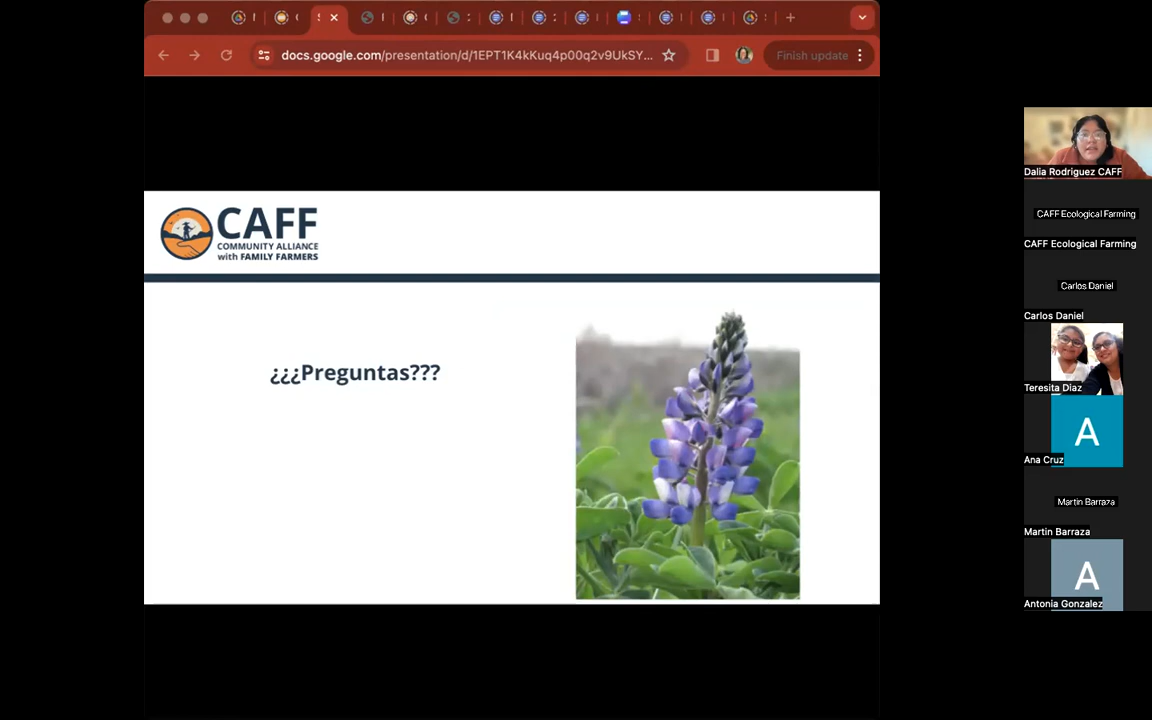 docs.google.com/presentation/d/1EPT1K4kKuq4p00q2v9UkSY...
Finish update
CAFF
COMMUNITY ALLIANCE
with FAMILY FARMERS
¿¿¿Preguntas???
Dalia Rodriguez CAFF
CAFF Ecological Farming
CAFF Ecological Farming
Carlos Daniel
Carlos Daniel
Teresita Díaz
A
Ana Cruz
Martin Barraza
Martin Barraza
A
Antonia Gonzalez